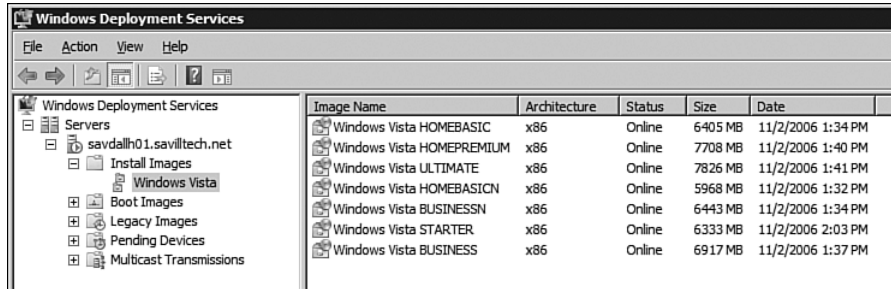 Windows Deployment Services
File Action View Help
Windows Deployment Services
Servers
savdallh01.savilltech.net
Install Images
Windows Vista
Boot Images
Legacy Images
Pending Devices
Multicast Transmissions
Image Name Architecture Status Size Date
Windows Vista HOMEBASIC x86 Online 6405 MB 11/2/2006 1:34 PM
Windows Vista HOMEPREMIUM x86 Online 7708 MB 11/2/2006 1:40 PM
Windows Vista ULTIMATE x86 Online 7826 MB 11/2/2006 1:41 PM
Windows Vista HOMEBASICN x86 Online 5968 MB 11/2/2006 1:32 PM
Windows Vista BUSINESSN x86 Online 6443 MB 11/2/2006 1:34 PM
Windows Vista STARTER x86 Online 6333 MB 11/2/2006 2:03 PM
Windows Vista BUSINESS x86 Online 6917 MB 11/2/2006 1:37 PM